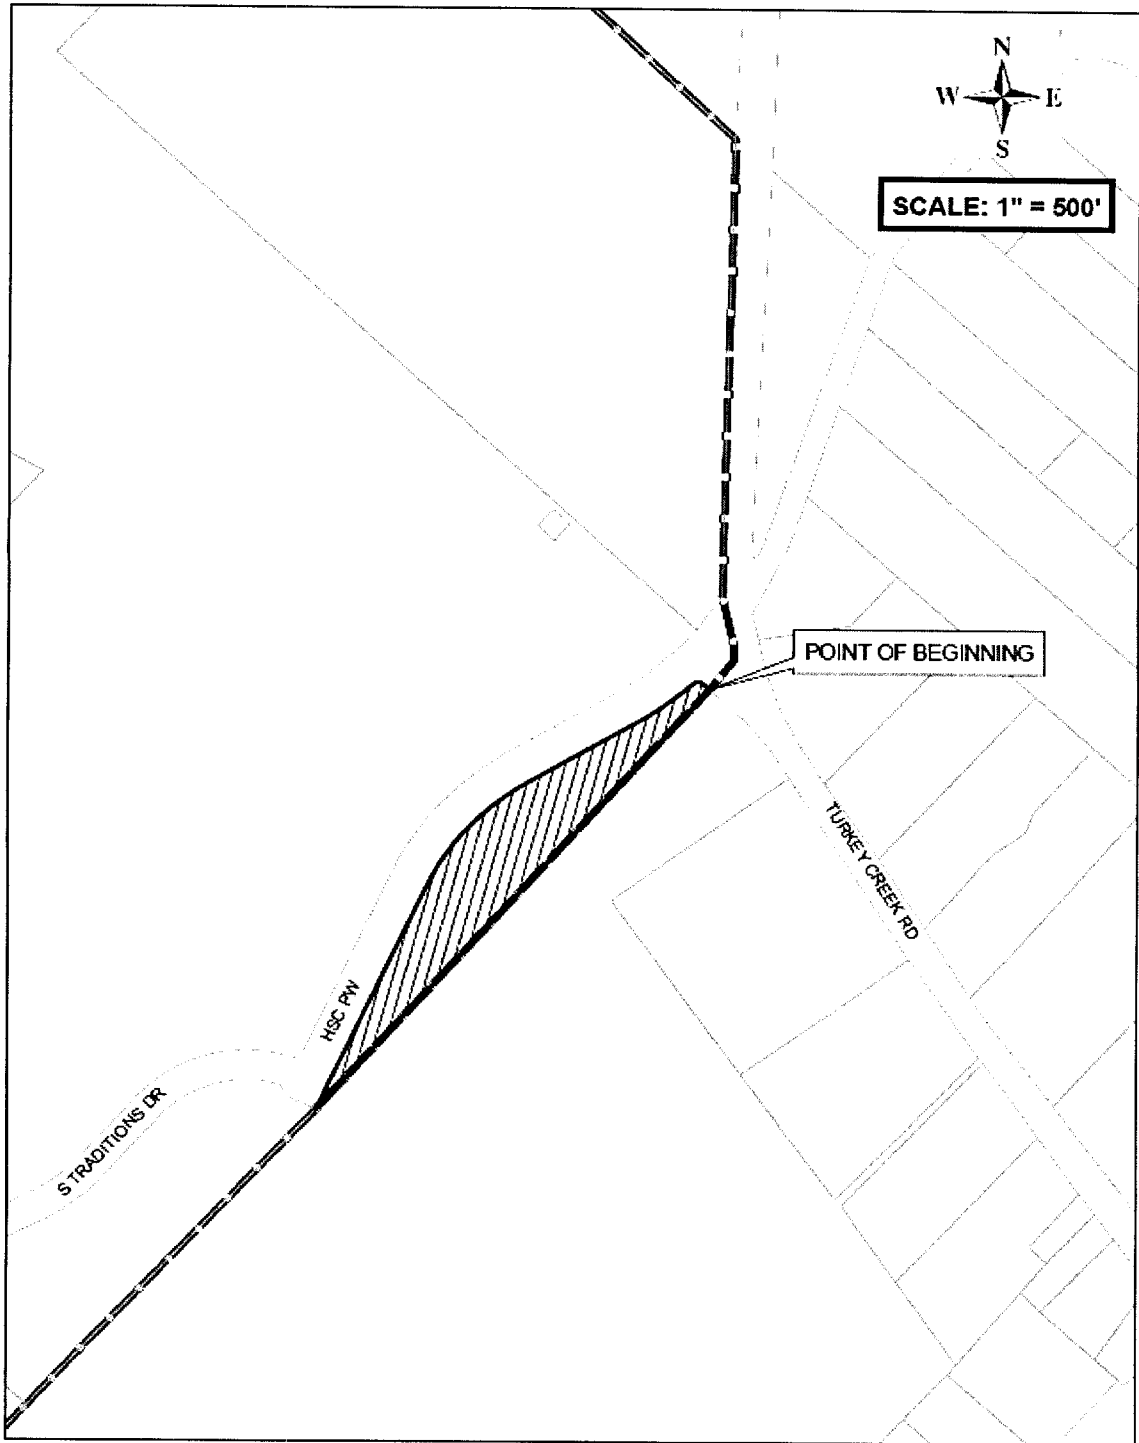 N
W E
S
SCALE: 1" = 500'
POINT OF BEGINNING
TURKEY CREEK RD
HSC PW
S TRADITIONS DR